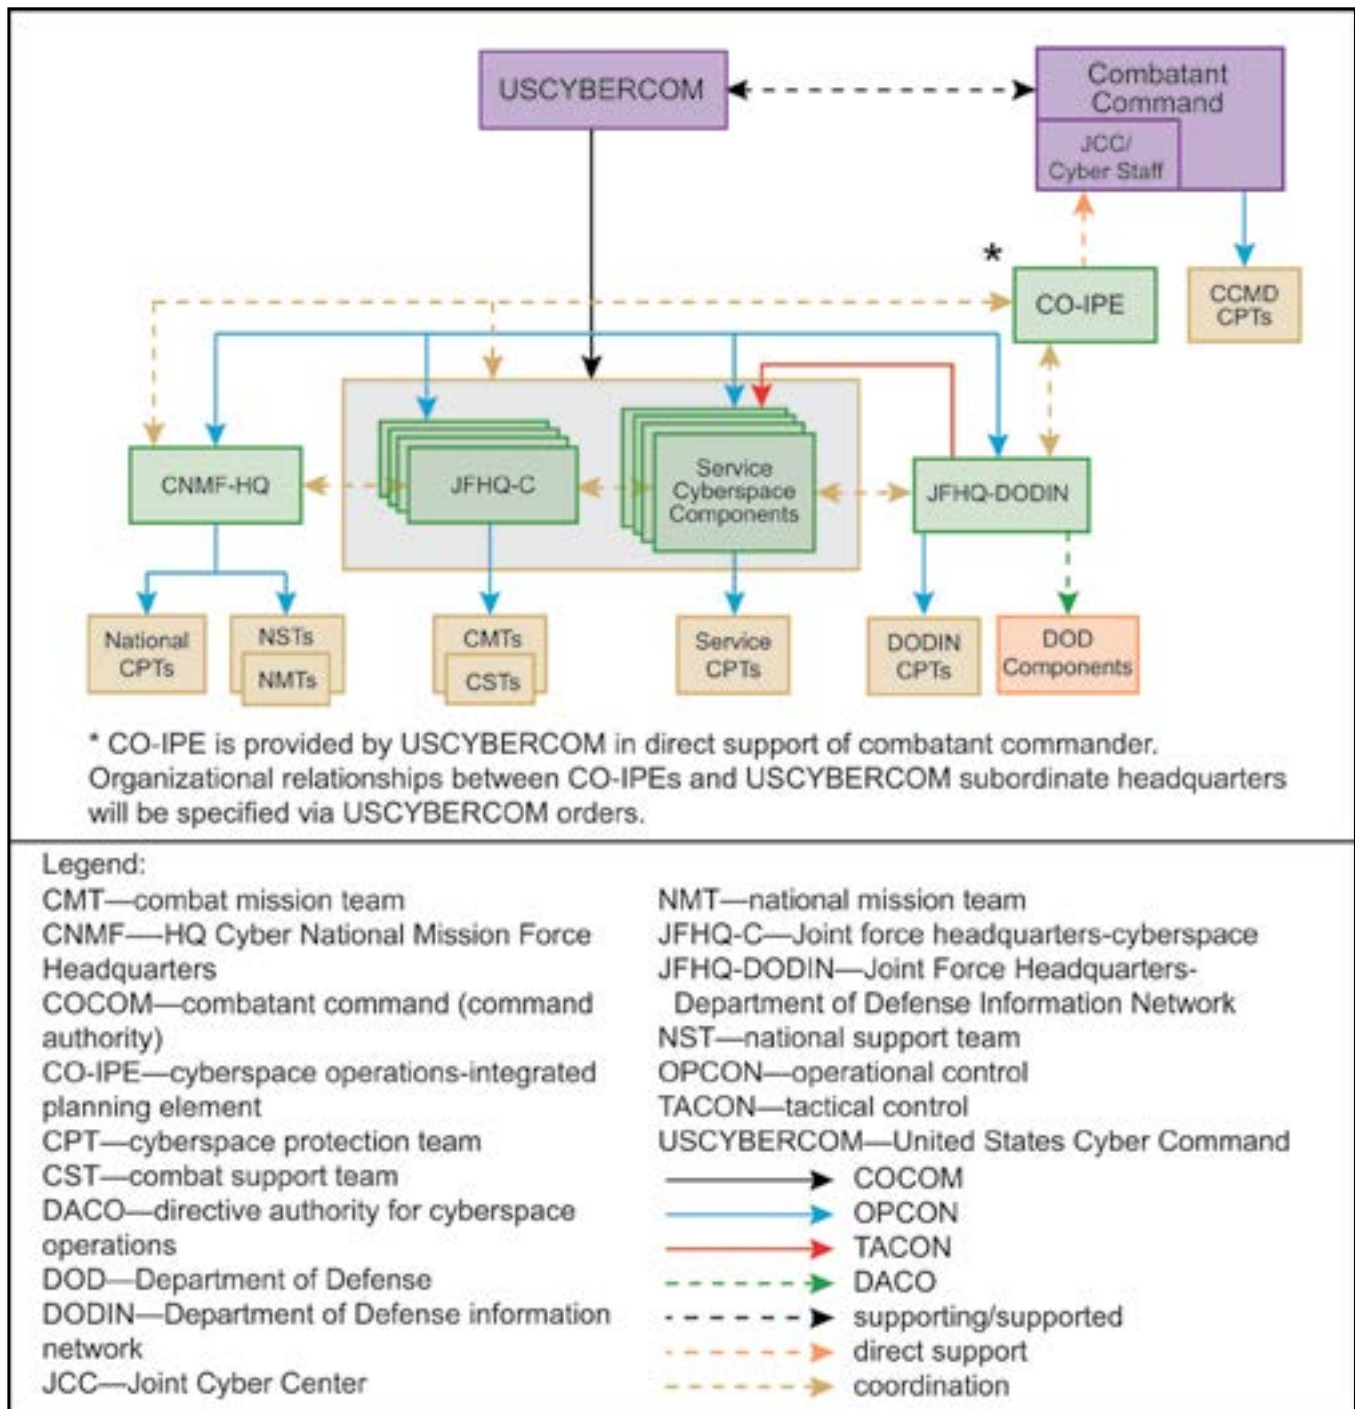 USCYBERCOM
Combatant
Command
JCC/
Cyber Staff
*
CO-IPE
CCMD
CPTs
CNMF-HQ
JFHQ-C
Service
Cyberspace
Components
JFHQ-DODIN
National
CPTs
NSTs
NMTs
CMTs
CSTs
Service
CPTs
DODIN
CPTs
DOD
Components
* CO-IPE is provided by USCYBERCOM in direct support of combatant commander.
Organizational relationships between CO-IPEs and USCYBERCOM subordinate headquarters
will be specified via USCYBERCOM orders.
Legend:
CMT—combat mission team
CNMF—HQ Cyber National Mission Force
Headquarters
COCOM—combatant command (command
authority)
CO-IPE—cyberspace operations-integrated
planning element
CPT—cyberspace protection team
CST—combat support team
DACO—directive authority for cyberspace
operations
DOD—Department of Defense
DODIN—Department of Defense information
network
JCC—Joint Cyber Center
NMT—national mission team
JFHQ-C—Joint force headquarters-cyberspace
JFHQ-DODIN—Joint Force Headquarters-
Department of Defense Information Network
NST—national support team
OPCON—operational control
TACON—tactical control
USCYBERCOM—United States Cyber Command
COCOM
OPCON
TACON
DACO
supporting/supported
direct support
coordination